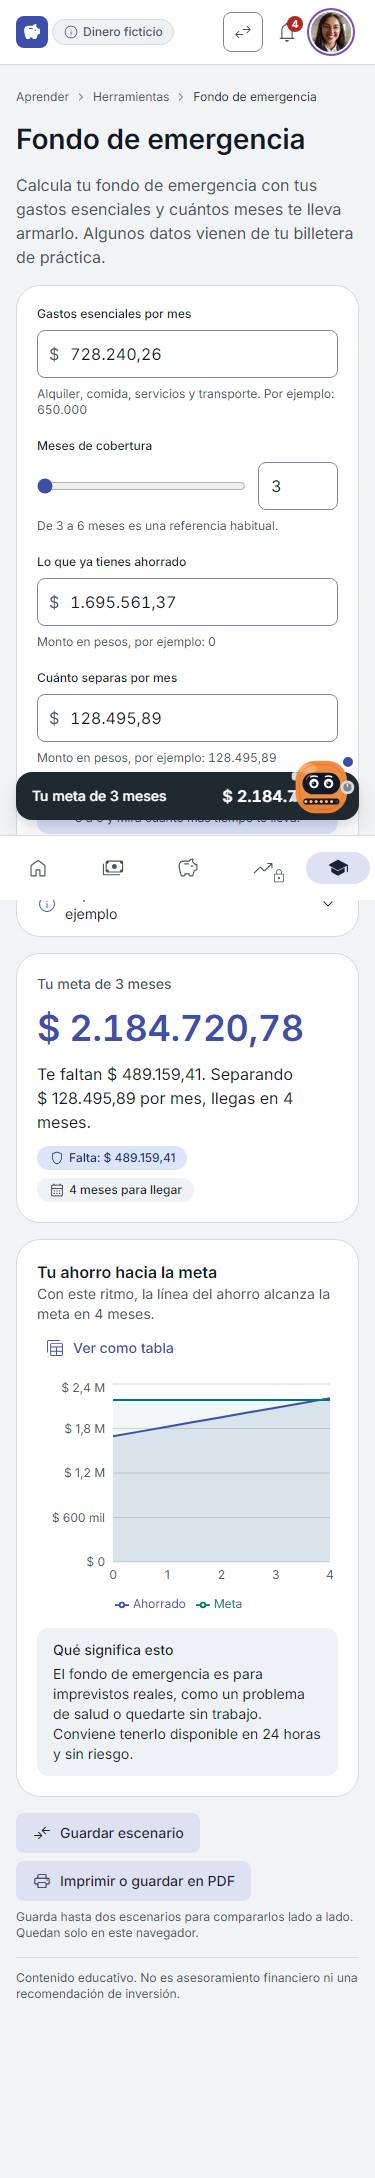 Dinero ficticio
4
Aprender > Herramientas > Fondo de emergencia
Fondo de emergencia
Calcula tu fondo de emergencia con tus
gastos esenciales y cuántos meses te lleva
armarlo. Algunos datos vienen de tu billetera
de práctica.
Gastos esenciales por mes
$ 728.240,26
Alquiler, comida, servicios y transporte. Por ejemplo:
650.000
Meses de cobertura
3
De 3 a 6 meses es una referencia habitual.
Lo que ya tienes ahorrado
$ 1.695.561,37
Monto en pesos, por ejemplo: 0
Cuánto separas por mes
$ 128.495,89
Monto en pesos, por ejemplo: 128.495,89
Tu meta de 3 meses
$ 2.184.7
ejemplo
Tu meta de 3 meses
$ 2.184.720,78
Te faltan $ 489.159,41. Separando
$ 128.495,89 por mes, llegas en 4
meses.
Falta: $ 489.159,41
4 meses para llegar
Tu ahorro hacia la meta
Con este ritmo, la línea del ahorro alcanza la
meta en 4 meses.
Ver como tabla
$ 2,4 M
$ 1,8 M
$ 1,2 M
$ 600 mil
$ 0
0 1 2 3 4
Ahorrado Meta
Qué significa esto
El fondo de emergencia es para
imprevistos reales, como un problema
de salud o quedarte sin trabajo.
Conviene tenerlo disponible en 24 horas
y sin riesgo.
Guardar escenario
Imprimir o guardar en PDF
Guarda hasta dos escenarios para compararlos lado a lado.
Quedan solo en este navegador.
Contenido educativo. No es asesoramiento financiero ni una
recomendación de inversión.